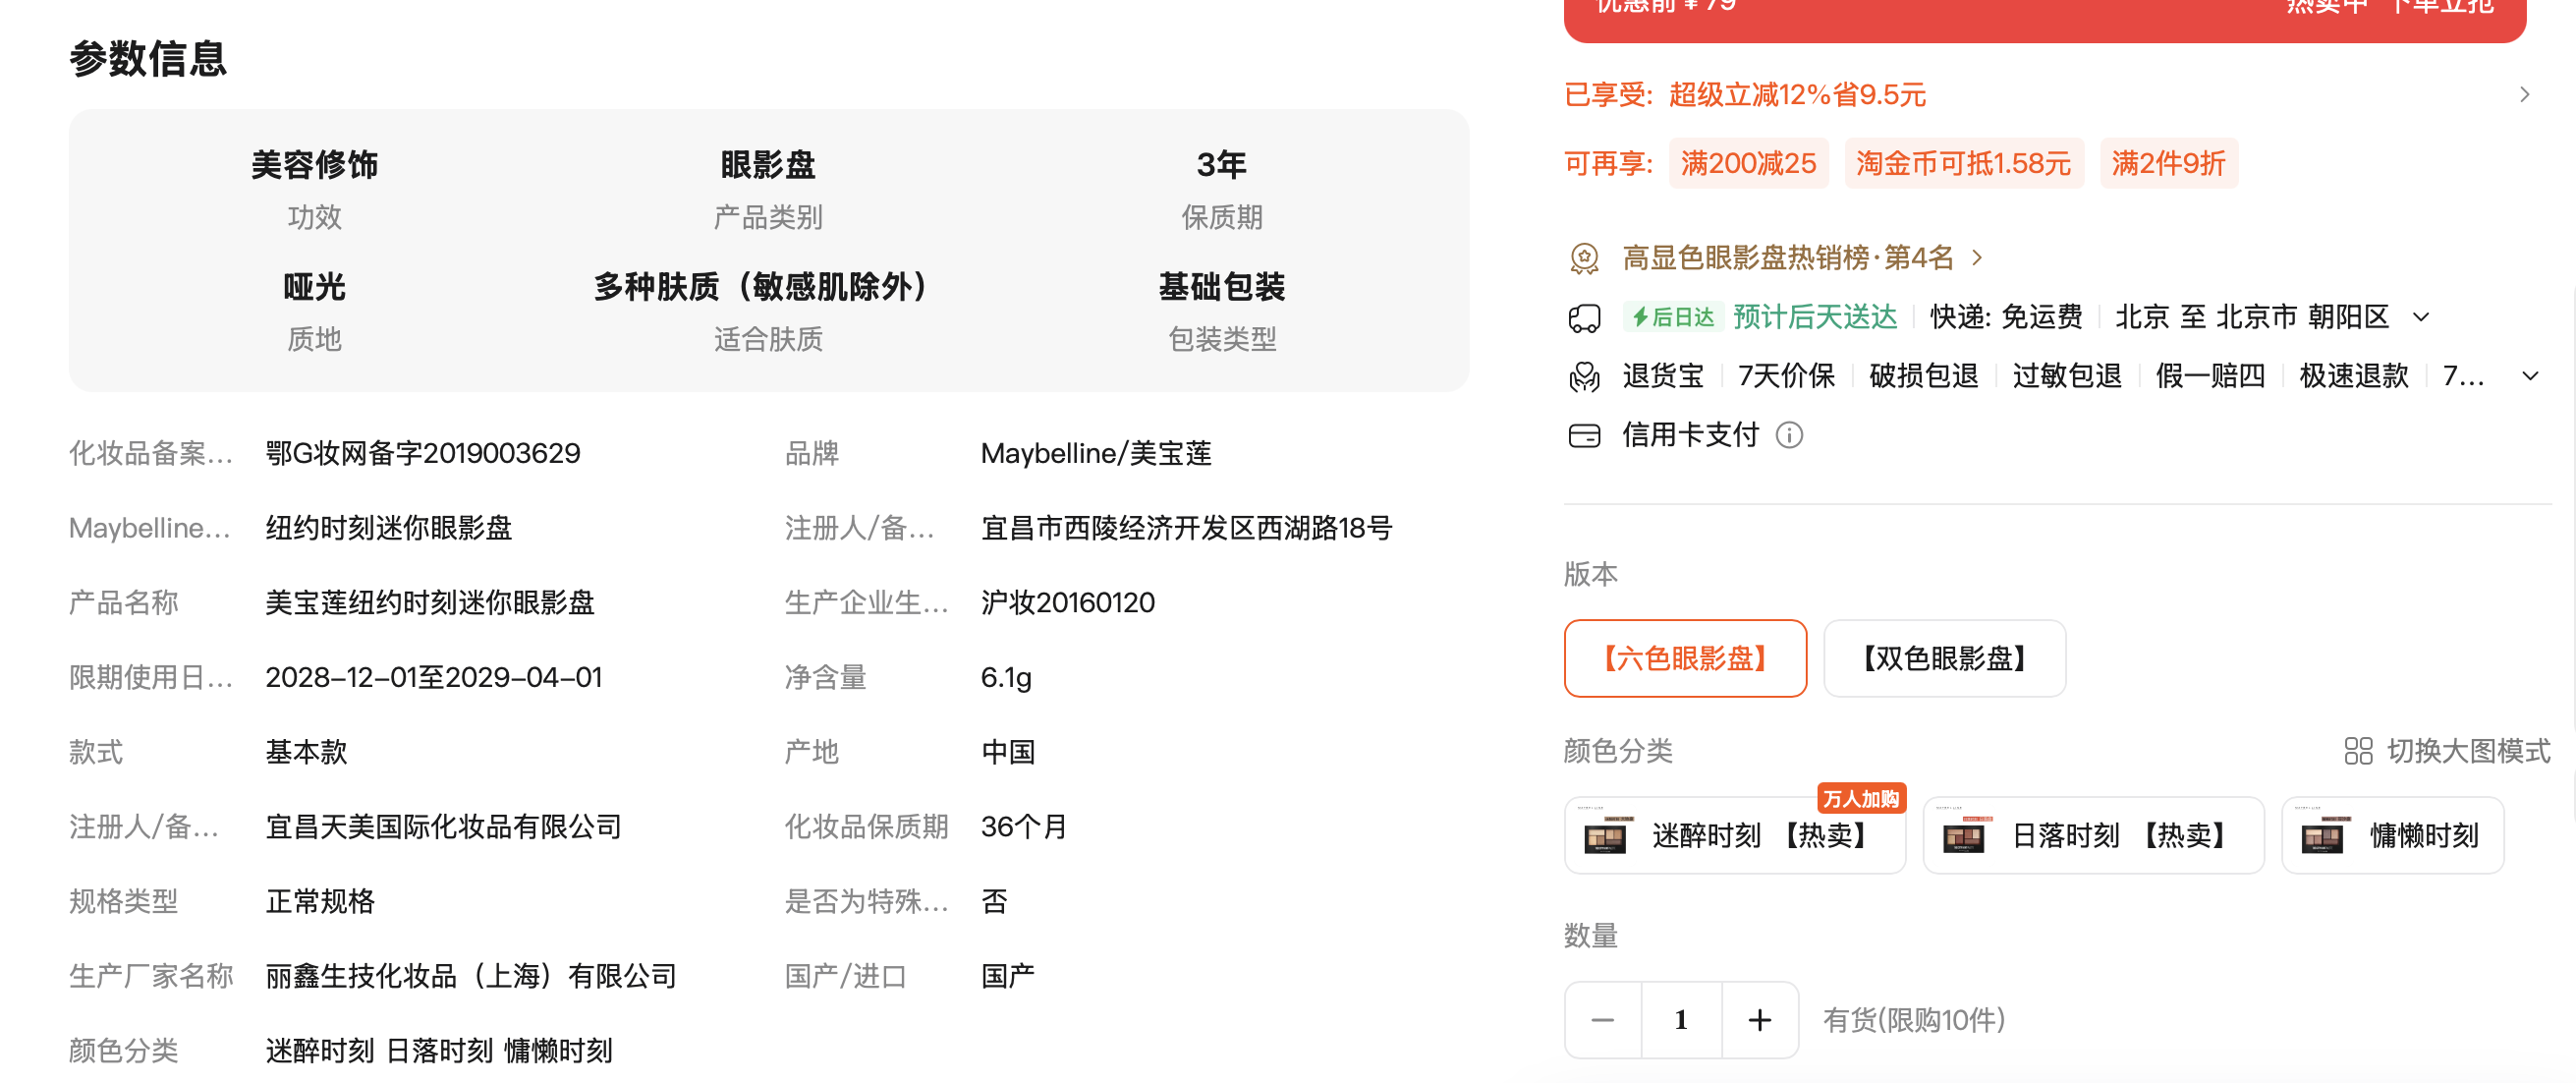 参数信息
美容修饰 眼影盘 3年
功效 产品类别 保质期
哑光 多种肤质（敏感肌除外） 基础包装
质地 适合肤质 包装类型
化妆品备案... 鄂G妆网备字2019003629 品牌 Maybelline/美宝莲
Maybelline... 纽约时刻迷你眼影盘 注册人/备... 宜昌市西陵经济开发区西湖路18号
产品名称 美宝莲纽约时刻迷你眼影盘 生产企业生... 沪妆20160120
限期使用日... 2028-12-01至2029-04-01 净含量 6.1g
款式 基本款 产地 中国
注册人/备... 宜昌天美国际化妆品有限公司 化妆品保质期 36个月
规格类型 正常规格 是否为特殊... 否
生产厂家名称 丽鑫生技化妆品（上海）有限公司 国产/进口 国产
颜色分类 迷醉时刻 日落时刻 慵懒时刻
优惠前¥79 热卖中 下单立抢
已享受: 超级立减12%省9.5元
可再享: 满200减25 淘金币可抵1.58元 满2件9折
高显色眼影盘热销榜·第4名
后日达 预计后天送达 快递: 免运费 北京 至 北京市 朝阳区
退货宝 7天价保 破损包退 过敏包退 假一赔四 极速退款 7...
信用卡支付
版本
【六色眼影盘】 【双色眼影盘】
颜色分类 切换大图模式
万人加购
迷醉时刻 【热卖】 日落时刻 【热卖】 慵懒时刻
数量
1 有货(限购10件)